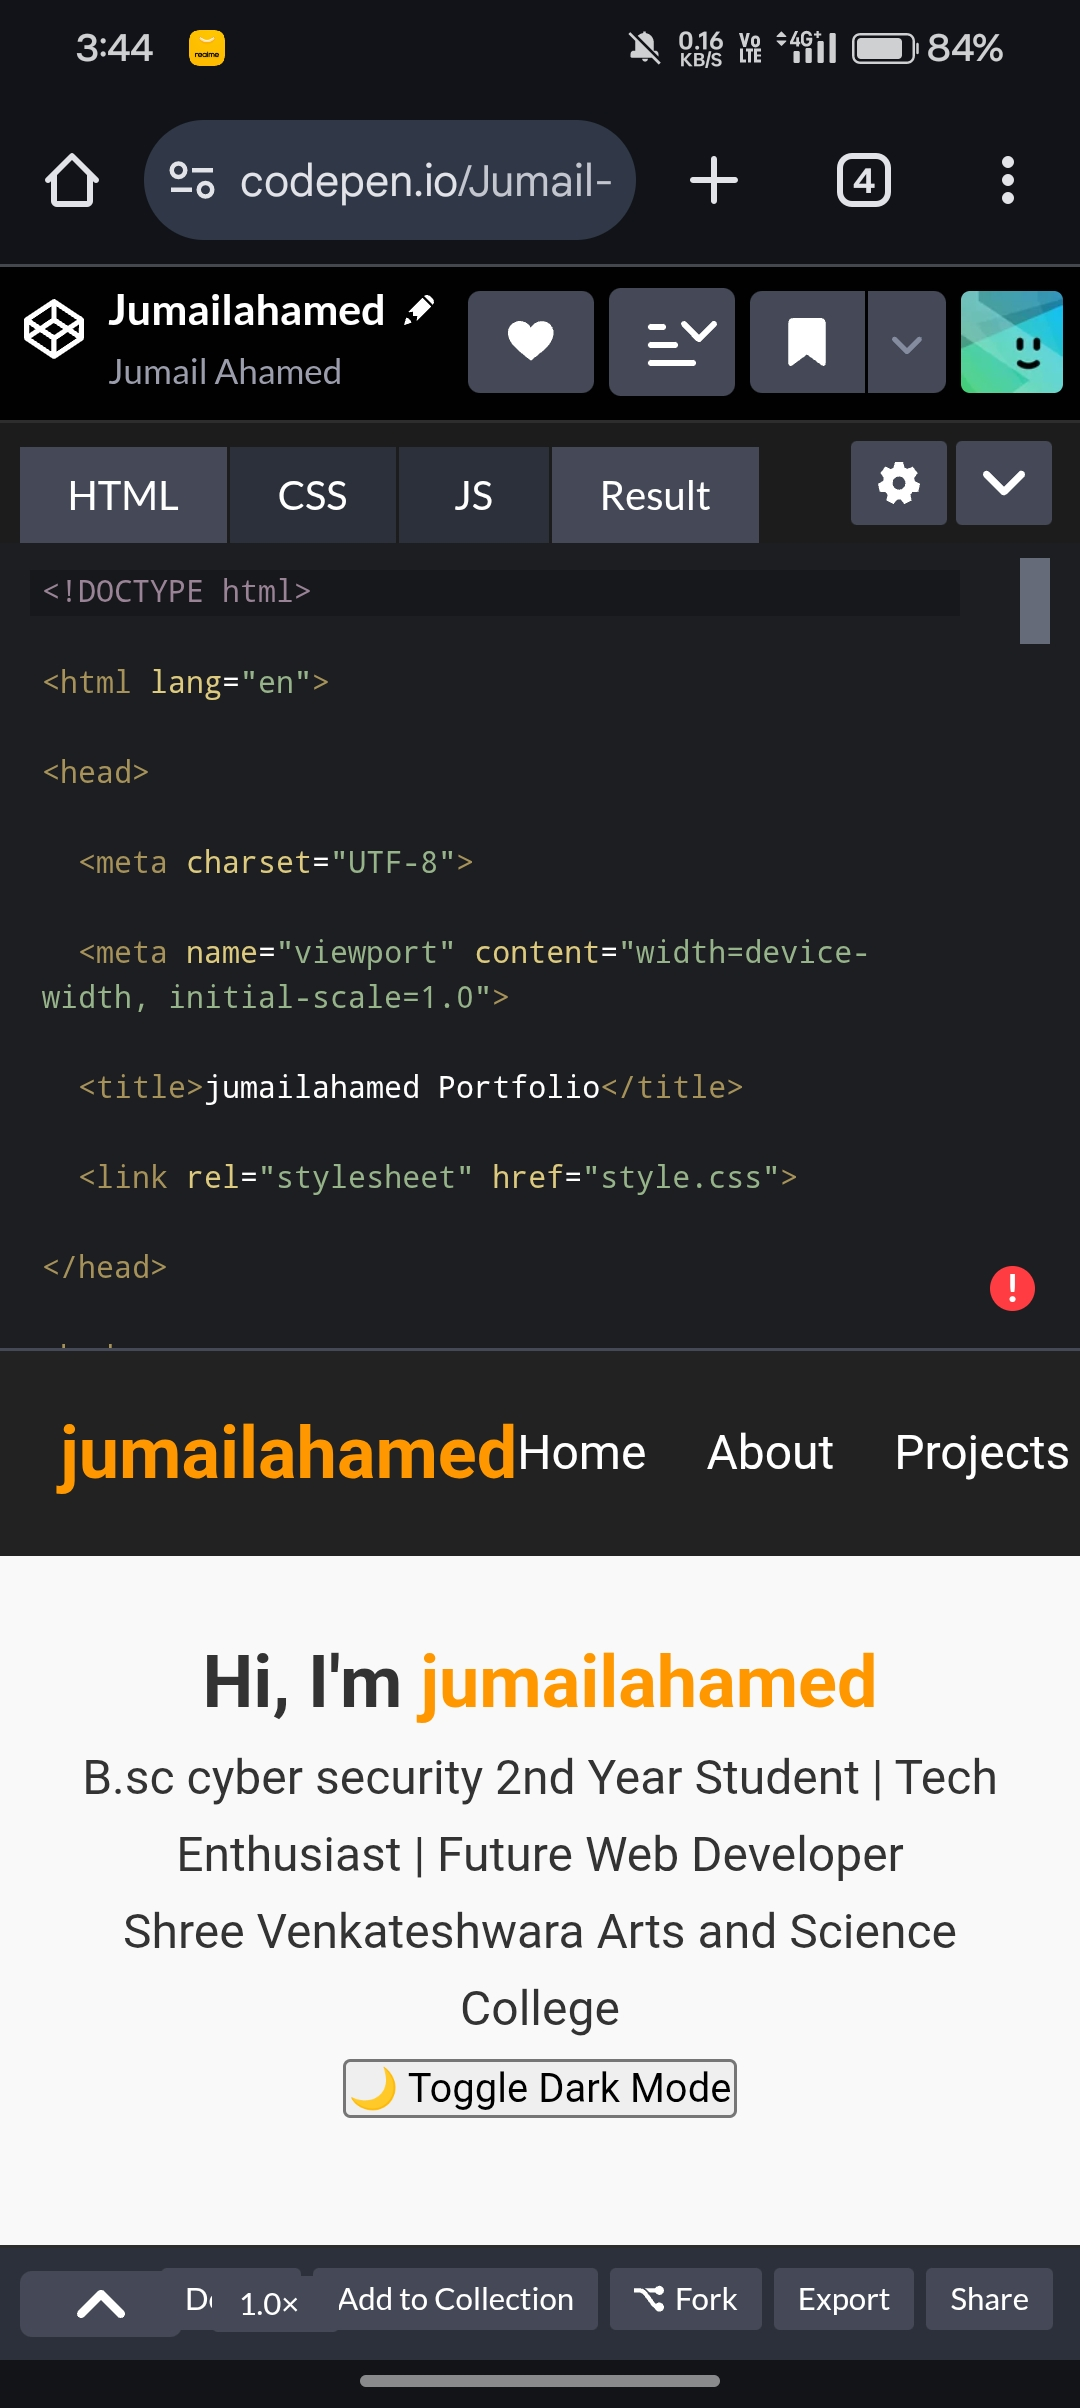 3:44
realme
0.16
KB/S
Vo
LTE
4G+
84%
codepen.io/Jumail-
4
Jumailahamed
Jumail Ahamed
HTML
CSS
JS
Result
<!DOCTYPE html>
<html lang="en">
<head>
<meta charset="UTF-8">
<meta name="viewport" content="width=device-
width, initial-scale=1.0">
<title>jumailahamed Portfolio</title>
<link rel="stylesheet" href="style.css">
</head>
jumailahamed Home About Projects
Hi, I'm jumailahamed
B.sc cyber security 2nd Year Student | Tech
Enthusiast | Future Web Developer
Shree Venkateshwara Arts and Science
College
🌙 Toggle Dark Mode
1.0×
Add to Collection
Fork
Export
Share